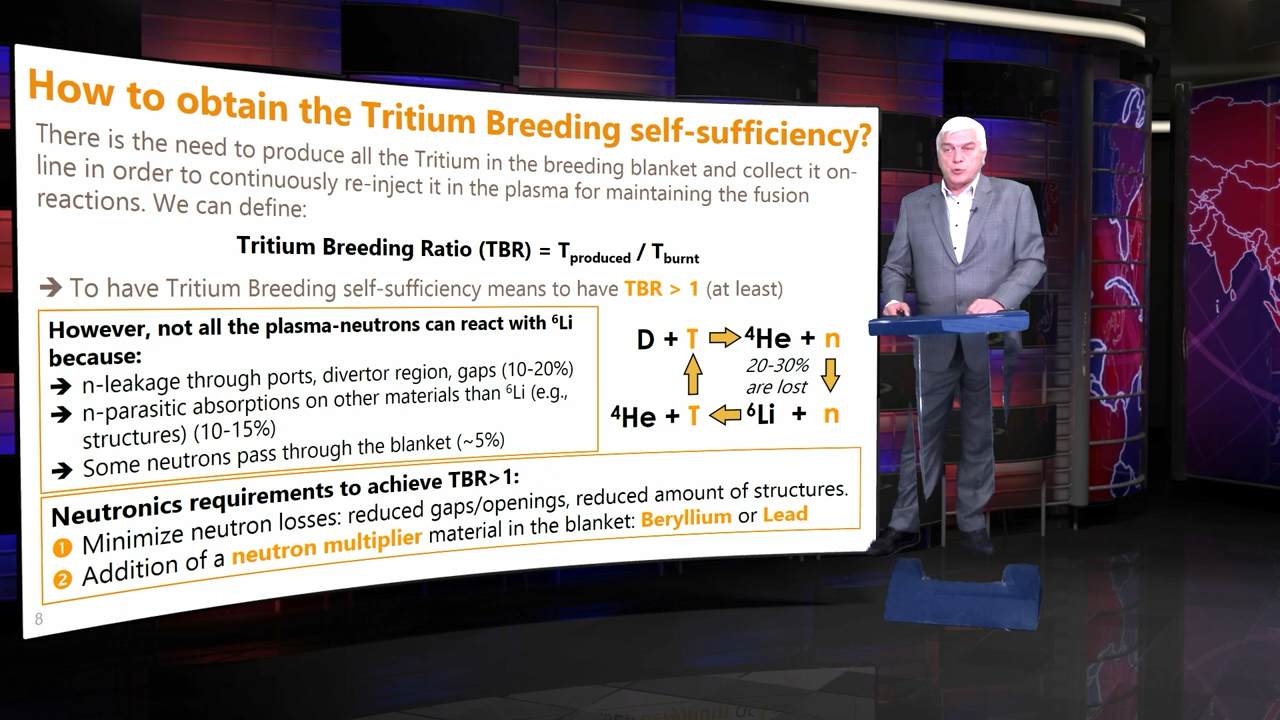 How to obtain the Tritium Breeding self-sufficiency?
There is the need to produce all the Tritium in the breeding blanket and collect it on-
line in order to continuously re-inject it in the plasma for maintaining the fusion
reactions. We can define:
Tritium Breeding Ratio (TBR) = Tproduced / Tburnt
➔ To have Tritium Breeding self-sufficiency means to have TBR > 1 (at least)
However, not all the plasma-neutrons can react with ⁶Li
because:
➔ n-leakage through ports, divertor region, gaps (10-20%)
➔ n-parasitic absorptions on other materials than ⁶Li (e.g.,
structures) (10-15%)
➔ Some neutrons pass through the blanket (~5%)
D + T ⇨ ⁴He + n
20-30%
are lost
⁴He + T ⇦ ⁶Li + n
Neutronics requirements to achieve TBR>1:
❶ Minimize neutron losses: reduced gaps/openings, reduced amount of structures.
❷ Addition of a neutron multiplier material in the blanket: Beryllium or Lead
8